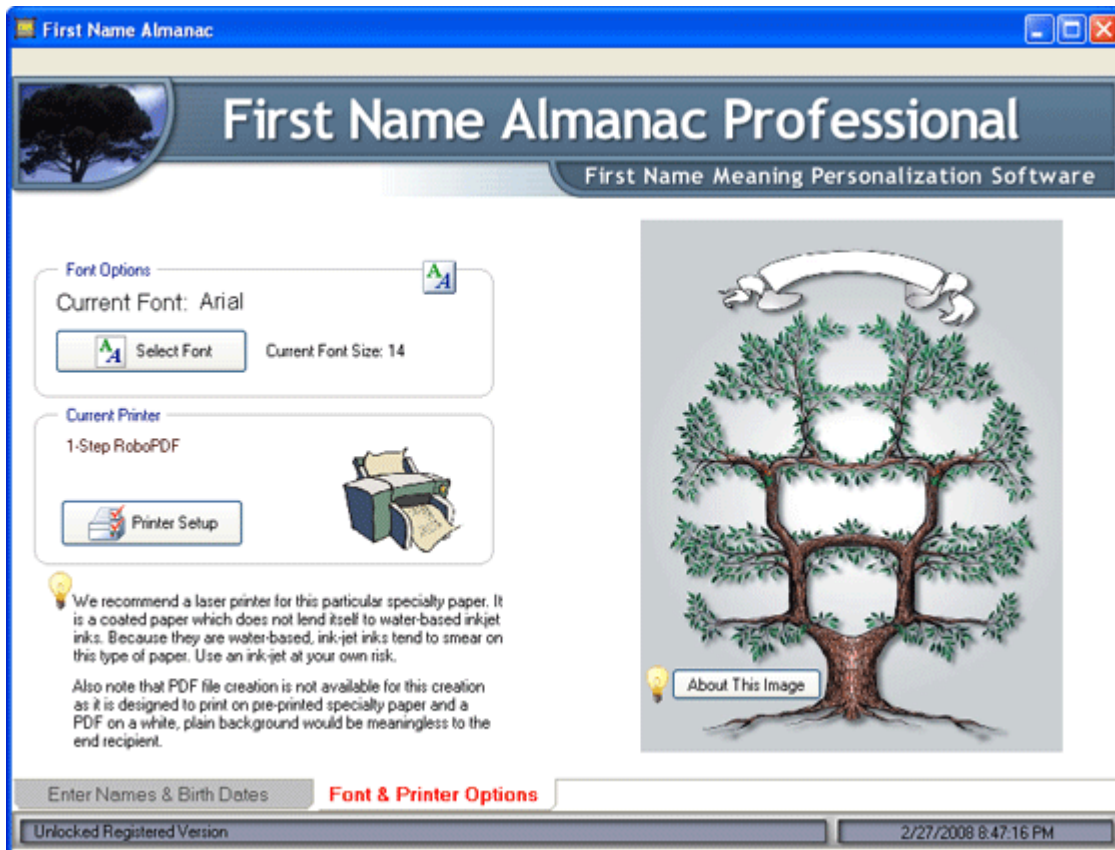 First Name Almanac
First Name Almanac Professional
First Name Meaning Personalization Software
Font Options
Current Font: Arial
Select Font
Current Font Size: 14
Current Printer
1-Step RoboPDF
Printer Setup
We recommend a laser printer for this particular specialty paper. It
is a coated paper which does not lend itself to water-based inkjet
inks. Because they are water-based, ink-jet inks tend to smear on
this type of paper. Use an ink-jet at your own risk.
Also note that PDF file creation is not available for this creation
as it is designed to print on pre-printed specialty paper and a
PDF on a white, plain background would be meaningless to the
end recipient.
About This Image
Enter Names & Birth Dates
Font & Printer Options
Unlocked Registered Version
2/27/2008 8:47:16 PM